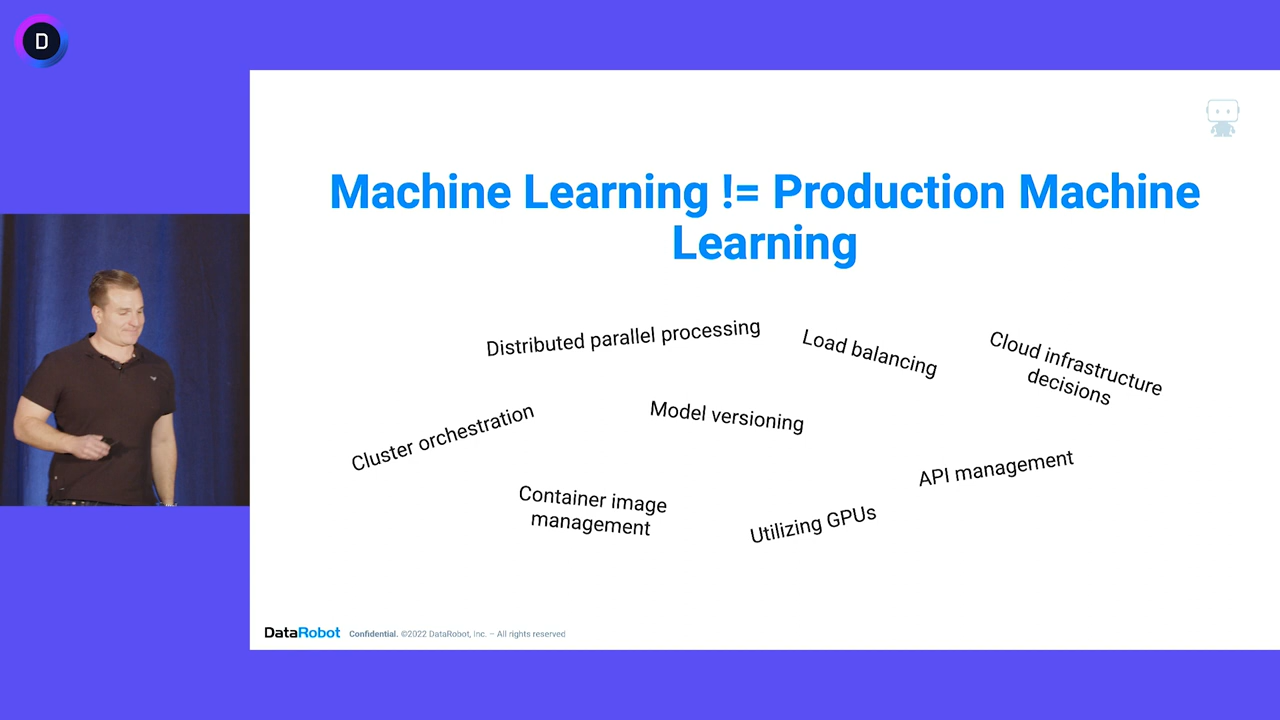 D
Machine Learning != Production Machine
Learning
Distributed parallel processing
Load balancing
Cloud infrastructure
decisions
Cluster orchestration
Model versioning
API management
Container image
management
Utilizing GPUs
DataRobot Confidential. ©2022 DataRobot, Inc. – All rights reserved